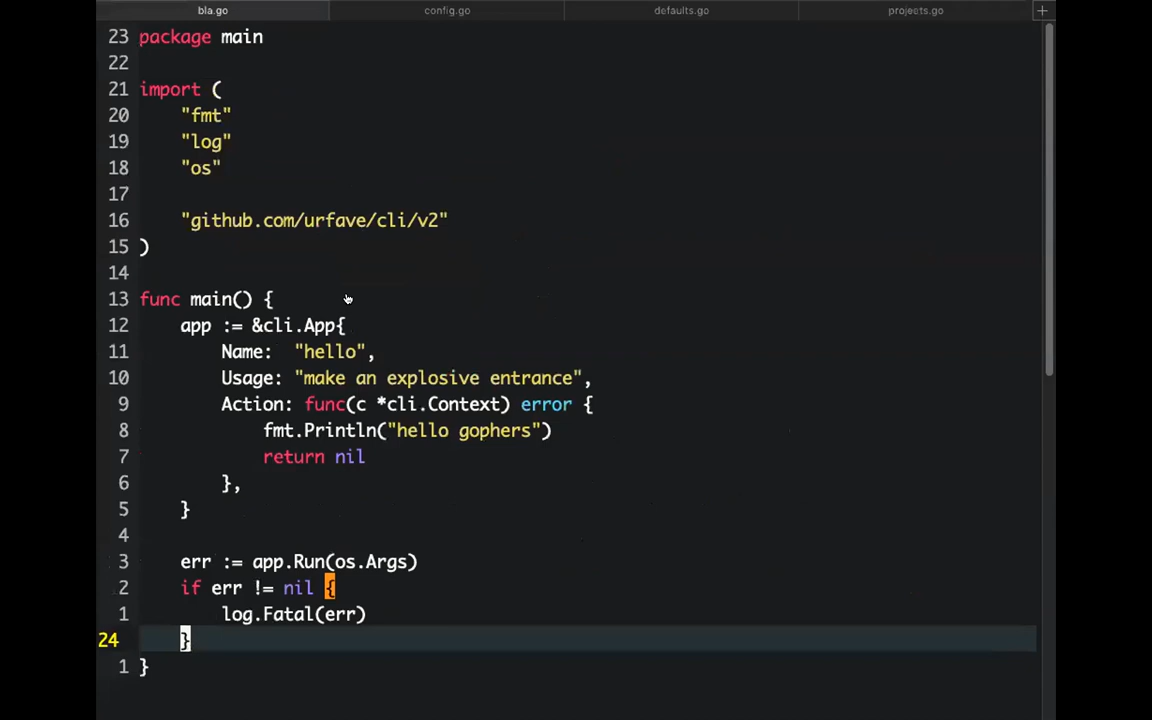 bla.go config.go defaults.go projects.go +
23 package main
22
21 import (
20     "fmt"
19     "log"
18     "os"
17
16     "github.com/urfave/cli/v2"
15 )
14
13 func main() {
12     app := &cli.App{
11         Name:  "hello",
10         Usage: "make an explosive entrance",
9         Action: func(c *cli.Context) error {
8             fmt.Println("hello gophers")
7             return nil
6         },
5     }
4
3     err := app.Run(os.Args)
2     if err != nil {
1         log.Fatal(err)
24     }
1 }